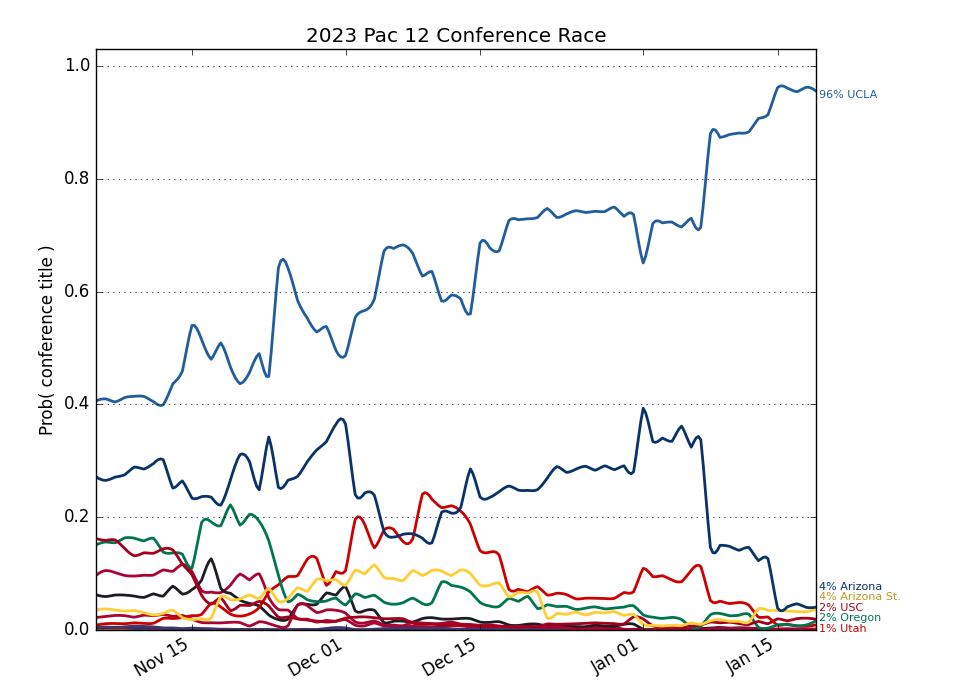 2023 Pac 12 Conference Race
Prob( conference title )
1.0
0.8
0.6
0.4
0.2
0.0
Nov 15
Dec 01
Dec 15
Jan 01
Jan 15
96% UCLA
4% Arizona
4% Arizona St.
2% USC
2% Oregon
1% Utah